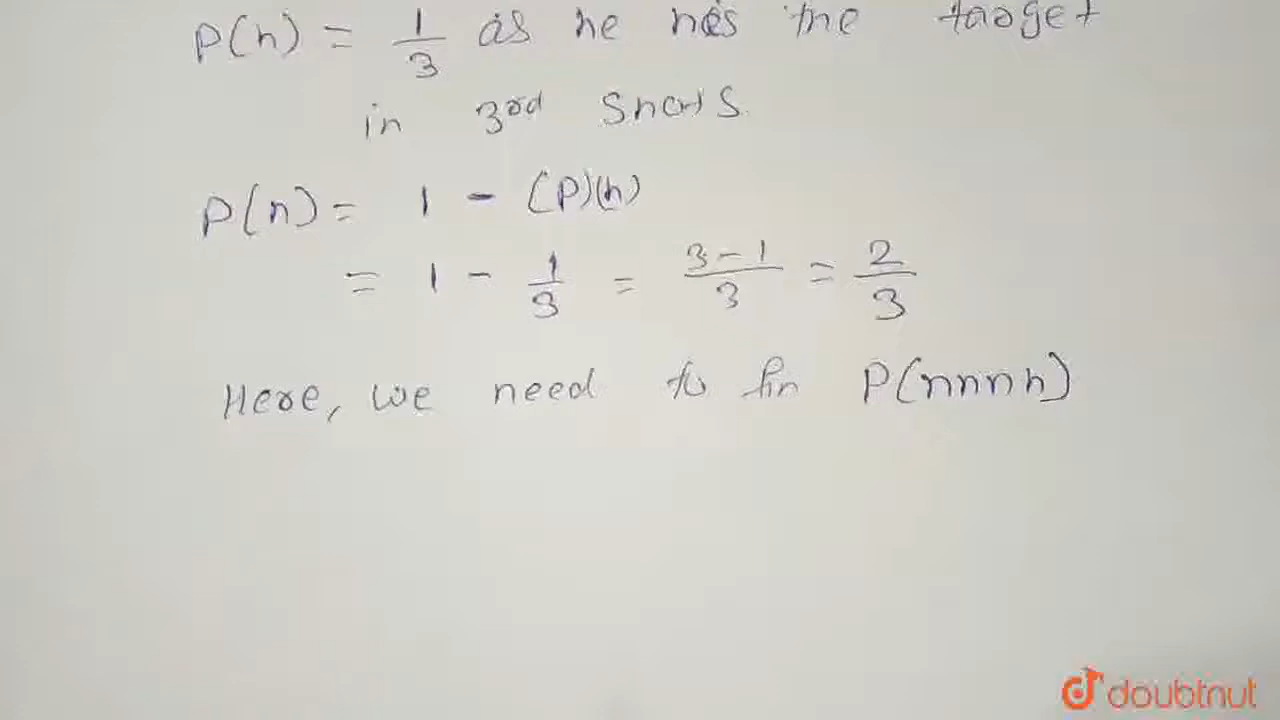 P(h) = 1/3 as he hits the target
in 3rd Shots.
P(n) = 1 - (P)(h)
= 1 - 1/3 = 3-1/3 = 2/3
Here, we need to fin P(nnnh)
doubtnut